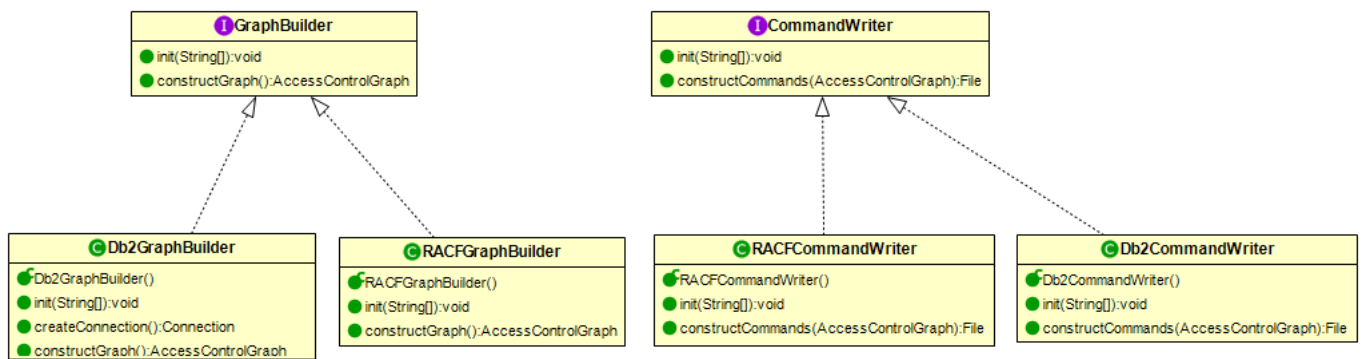 GraphBuilder
init(String[]):void
constructGraph():AccessControlGraph
CommandWriter
init(String[]):void
constructCommands(AccessControlGraph):File
Db2GraphBuilder
Db2GraphBuilder()
init(String[]):void
createConnection():Connection
constructGraph():AccessControlGraph
RACFGraphBuilder
RACFGraphBuilder()
init(String[]):void
constructGraph():AccessControlGraph
RACFCommandWriter
RACFCommandWriter()
init(String[]):void
constructCommands(AccessControlGraph):File
Db2CommandWriter
Db2CommandWriter()
init(String[]):void
constructCommands(AccessControlGraph):File